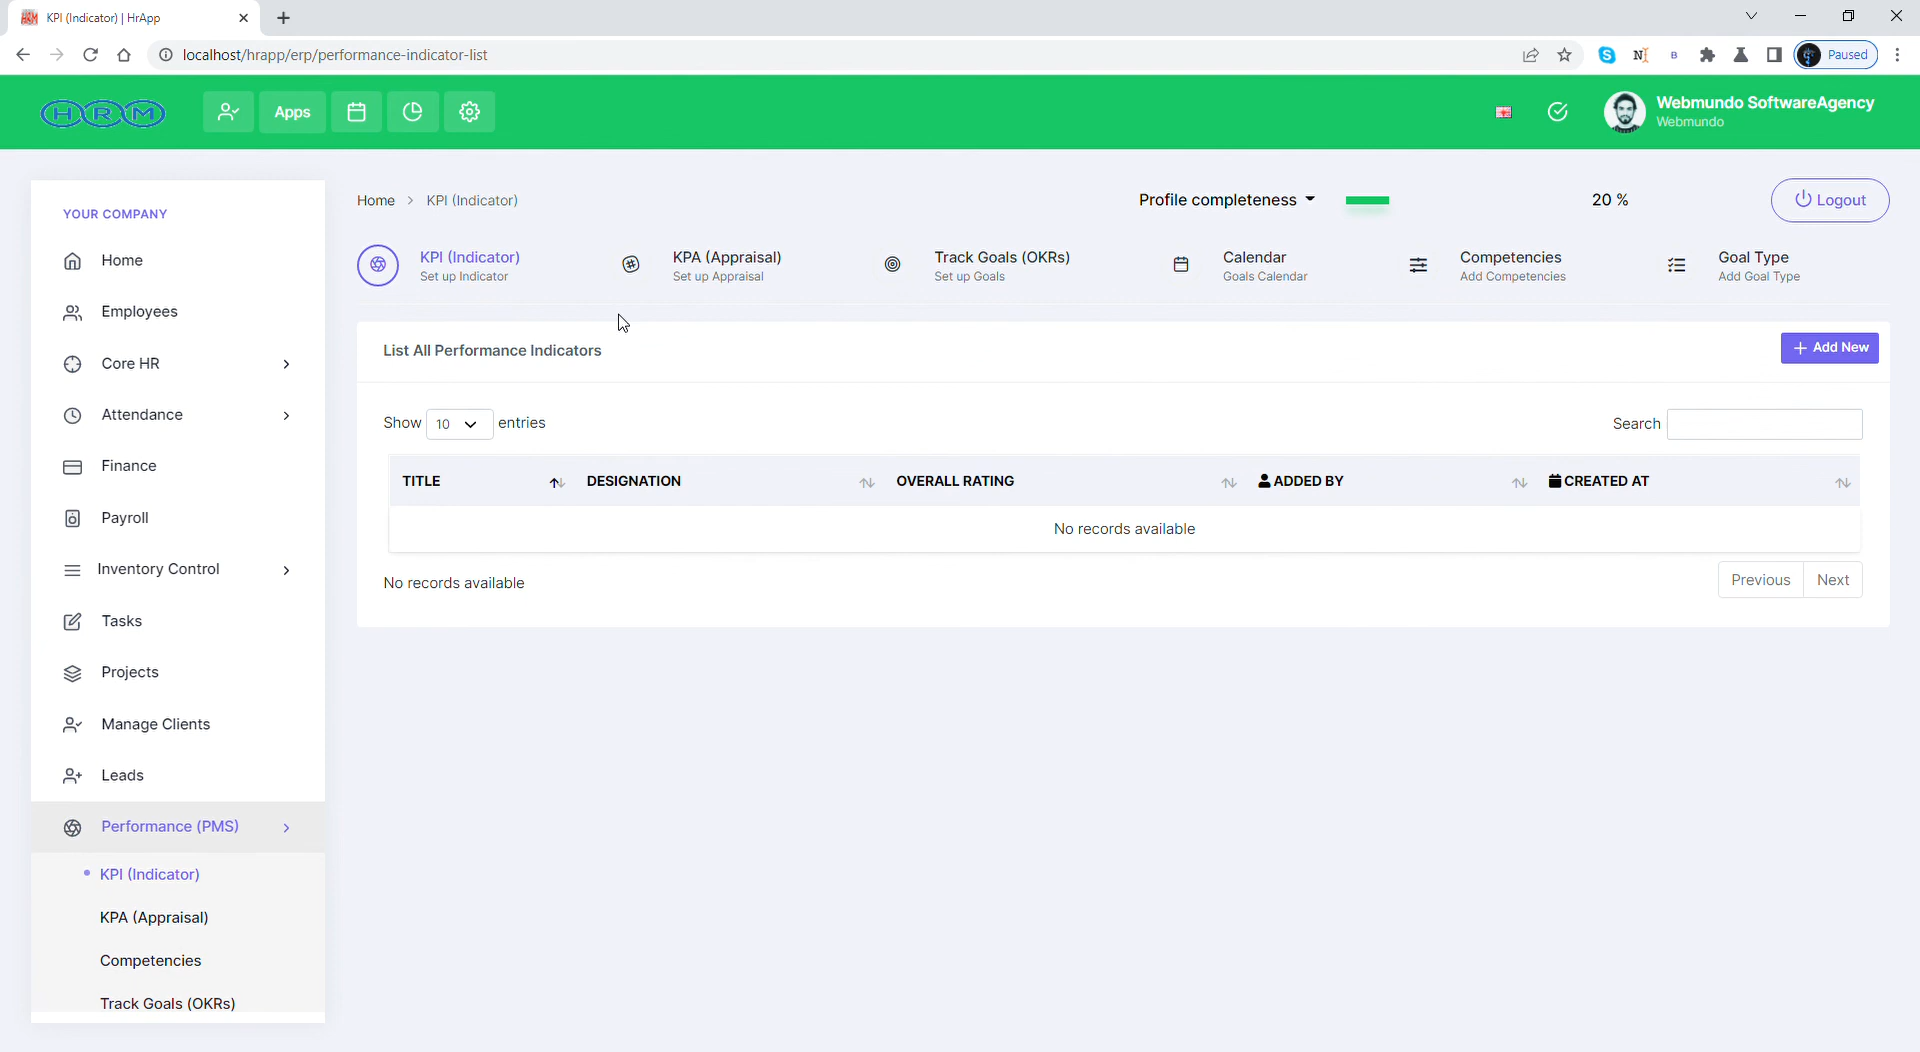 KPI (Indicator) | HrApp
localhost/hrapp/erp/performance-indicator-list
B
Paused
HRM
Apps
Webmundo SoftwareAgency
Webmundo
YOUR COMPANY
Home
Employees
Core HR
Attendance
Finance
Payroll
Inventory Control
Tasks
Projects
Manage Clients
Leads
Performance (PMS)
KPI (Indicator)
KPA (Appraisal)
Competencies
Track Goals (OKRs)
Home > KPI (Indicator)
Profile completeness
20 %
Logout
KPI (Indicator)
Set up Indicator
KPA (Appraisal)
Set up Appraisal
Track Goals (OKRs)
Set up Goals
Calendar
Goals Calendar
Competencies
Add Competencies
Goal Type
Add Goal Type
List All Performance Indicators
+ Add New
Show 10 entries
Search
TITLE DESIGNATION OVERALL RATING ADDED BY CREATED AT
No records available
No records available
Previous Next